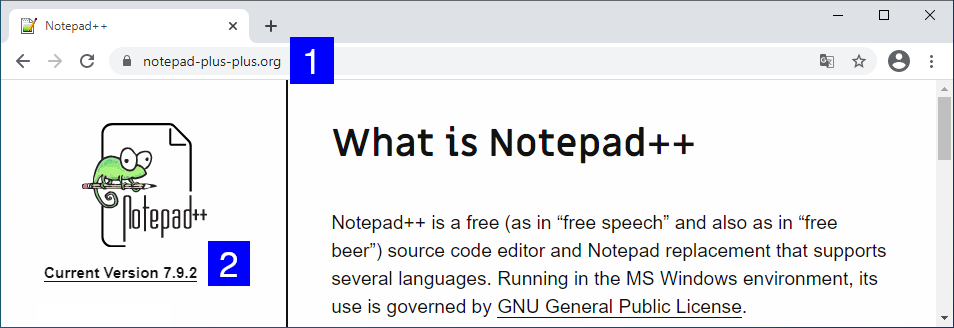 Notepad++
notepad-plus-plus.org
1
What is Notepad++
Notepad++
Current Version 7.9.2
2
Notepad++ is a free (as in “free speech” and also as in “free
beer”) source code editor and Notepad replacement that supports
several languages. Running in the MS Windows environment, its
use is governed by GNU General Public License.